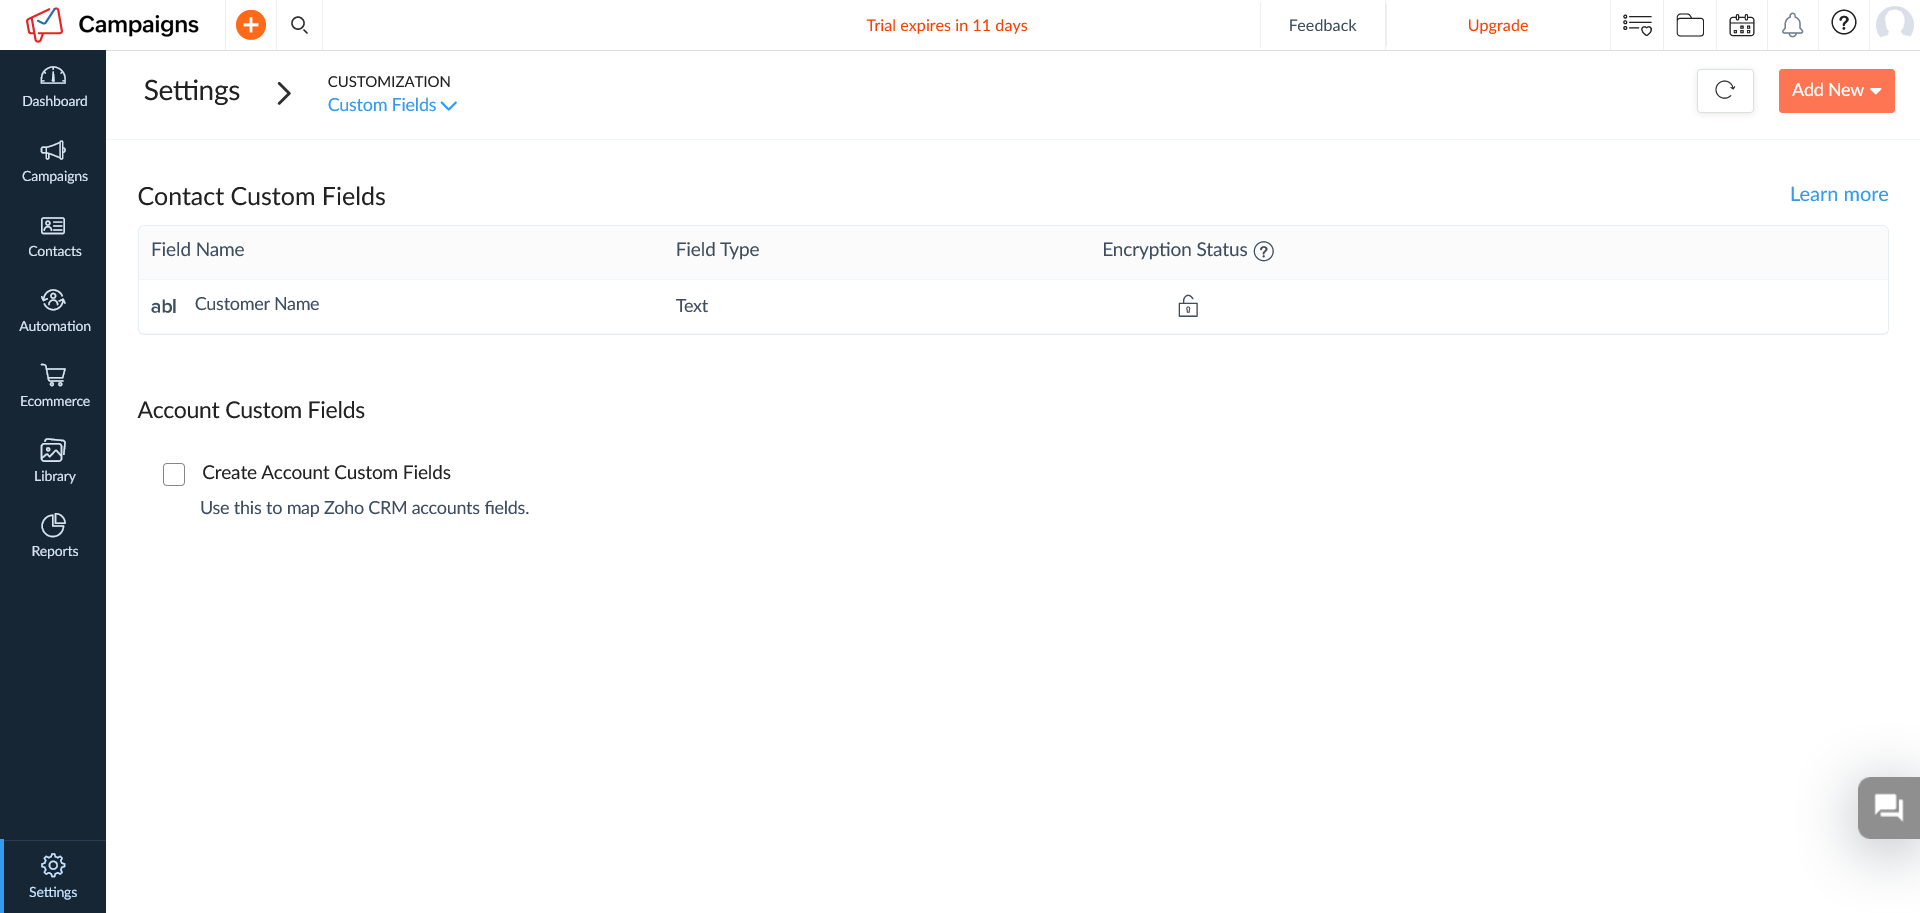 Campaigns
Trial expires in 11 days
Feedback
Upgrade
Dashboard
Campaigns
Contacts
Automation
Ecommerce
Library
Reports
Settings
Settings
CUSTOMIZATION
Custom Fields
Add New
Contact Custom Fields
Learn more
Field Name Field Type Encryption Status ?
abl Customer Name Text
Account Custom Fields
Create Account Custom Fields
Use this to map Zoho CRM accounts fields.